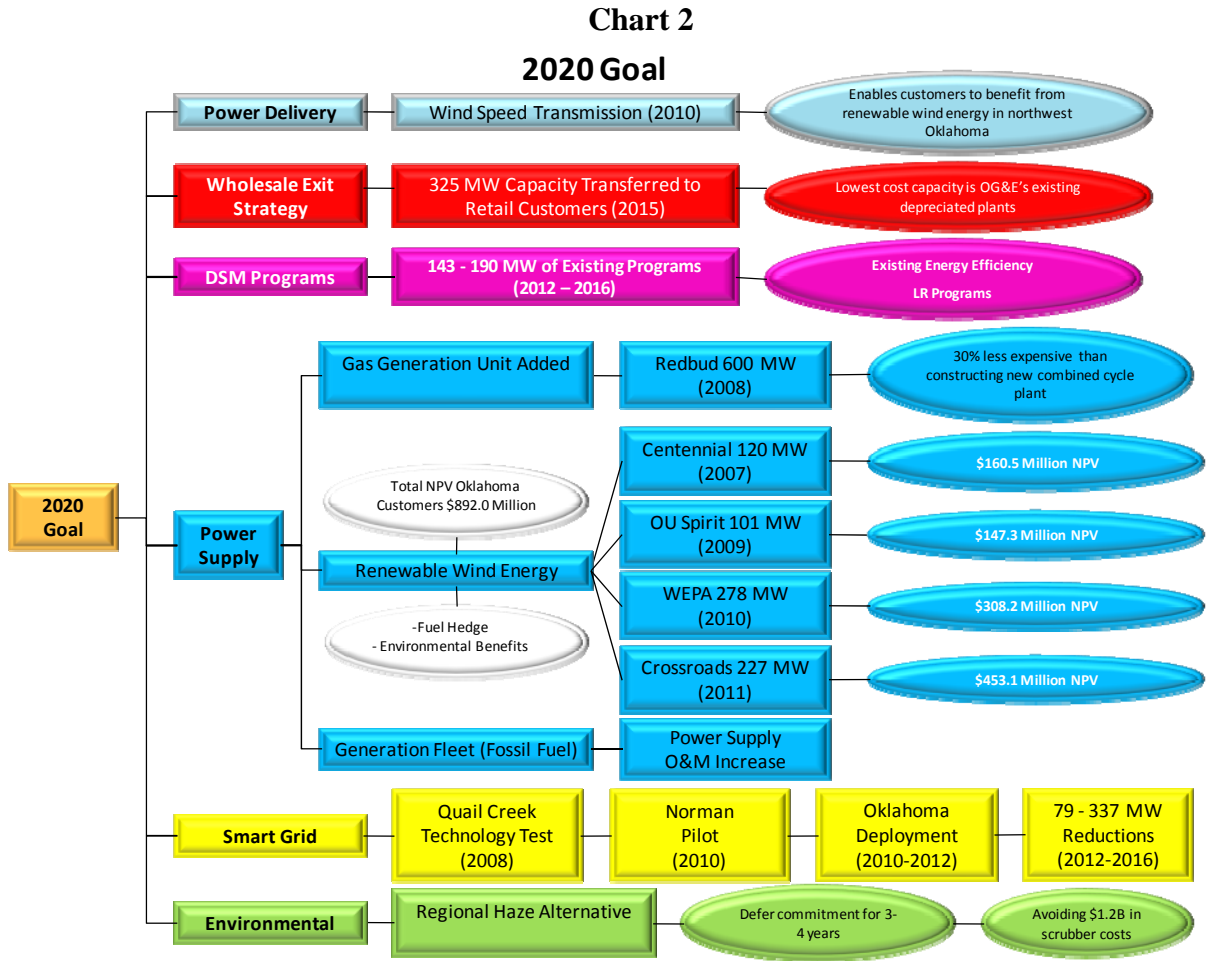 Chart 2
2020 Goal
Power Delivery
Wind Speed Transmission (2010)
Enables customers to benefit from
renewable wind energy in northwest
Oklahoma
Wholesale Exit
Strategy
325 MW Capacity Transferred to
Retail Customers (2015)
Lowest cost capacity is OG&E's existing
depreciated plants
DSM Programs
143 - 190 MW of Existing Programs
(2012 – 2016)
Existing Energy Efficiency
LR Programs
2020
Goal
Power
Supply
Gas Generation Unit Added
Redbud 600 MW
(2008)
30% less expensive than
constructing new combined cycle
plant
Total NPV Oklahoma
Customers $892.0 Million
Renewable Wind Energy
-Fuel Hedge
- Environmental Benefits
Centennial 120 MW
(2007)
$160.5 Million NPV
OU Spirit 101 MW
(2009)
$147.3 Million NPV
WEPA 278 MW
(2010)
$308.2 Million NPV
Crossroads 227 MW
(2011)
$453.1 Million NPV
Generation Fleet (Fossil Fuel)
Power Supply
O&M Increase
Smart Grid
Quail Creek
Technology Test
(2008)
Norman
Pilot
(2010)
Oklahoma
Deployment
(2010-2012)
79 - 337 MW
Reductions
(2012-2016)
Environmental
Regional Haze Alternative
Defer commitment for 3-
4 years
Avoiding $1.2B in
scrubber costs